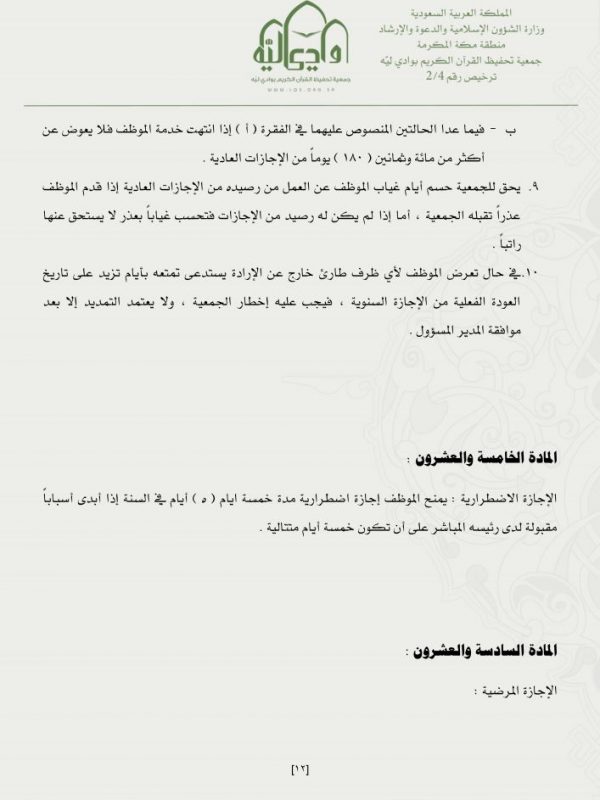 المملكة العربية السعودية
وزارة الشؤون الإسلامية والدعوة والإرشاد
منطقة مكة المكرمة
جمعية تحفيظ القرآن الكريم بوادي ليّه
ترخيص رقم 2/4
وادي ليّه
جمعية تحفيظ القرآن الكريم بوادي ليّه
ب - فيما عدا الحالتين المنصوص عليهما في الفقرة ( أ ) إذا انتهت خدمة الموظف فلا يعوض عن
أكثر من مائة وثمانين ( ١٨٠ ) يوماً من الإجازات العادية .
٩. يحق للجمعية حسم أيام غياب الموظف عن العمل من رصيده من الإجازات العادية إذا قدم الموظف
عذراً تقبله الجمعية ، أما إذا لم يكن له رصيد من الإجازات فتحسب غياباً بعذر لا يستحق عنها
راتباً .
١٠. في حال تعرض الموظف لأي ظرف طارئ خارج عن الإرادة يستدعى تمتعه بأيام تزيد على تاريخ
العودة الفعلية من الإجازة السنوية ، فيجب عليه إخطار الجمعية ، ولا يعتمد التمديد إلا بعد
موافقة المدير المسؤول .
المادة الخامسة والعشرون :
الإجازة الاضطرارية : يمنح الموظف إجازة اضطرارية مدة خمسة ايام ( ٥ ) أيام في السنة إذا أبدى أسباباً
مقبولة لدى رئيسه المباشر على أن تكون خمسة أيام متتالية .
المادة السادسة والعشرون :
الإجازة المرضية :
[١٢]